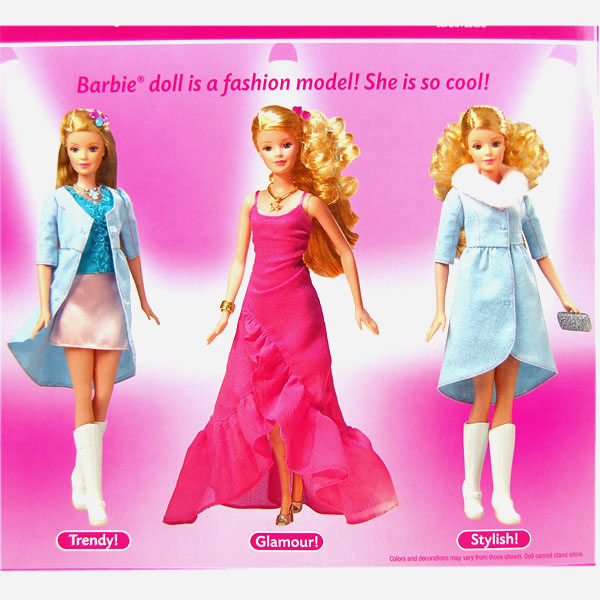 Barbie® doll is a fashion model! She is so cool!
Trendy!
Glamour!
Stylish!
Colors and decorations may vary from those shown. Doll cannot stand alone.